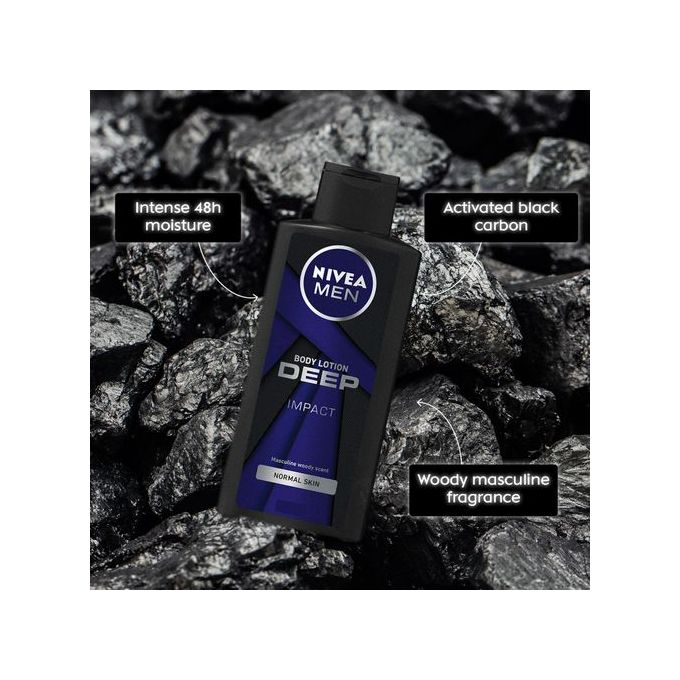 Intense 48h
moisture
Activated black
carbon
NIVEA
MEN
BODY LOTION
DEEP
IMPACT
Masculine woody scent
NORMAL SKIN
Woody masculine
fragrance